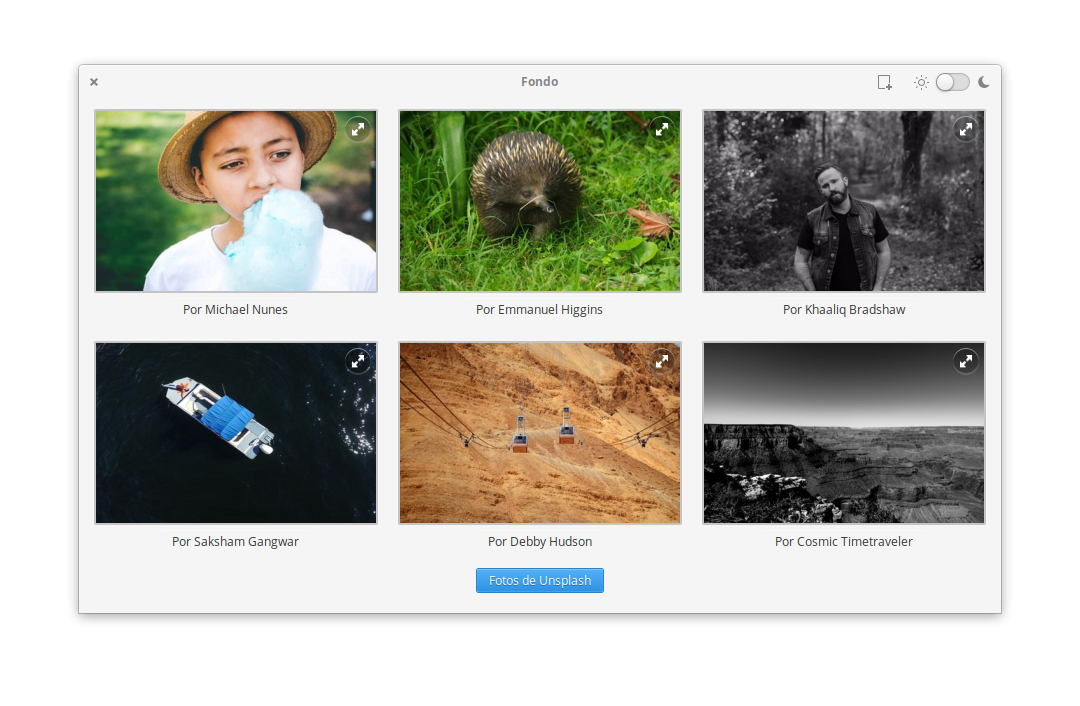 Fondo
Por Michael Nunes
Por Emmanuel Higgins
Por Khaaliq Bradshaw
Por Saksham Gangwar
Por Debby Hudson
Por Cosmic Timetraveler
Fotos de Unsplash